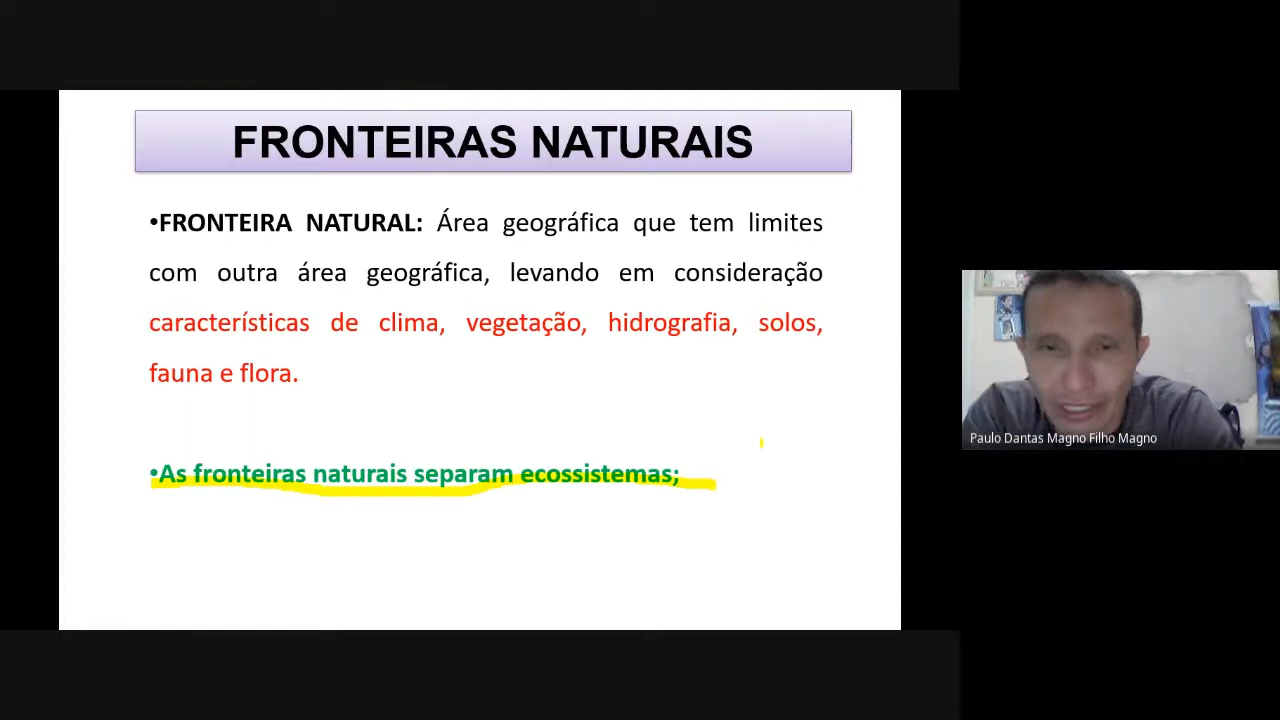 FRONTEIRAS NATURAIS
•FRONTEIRA NATURAL: Área geográfica que tem limites
com outra área geográfica, levando em consideração
características de clima, vegetação, hidrografia, solos,
fauna e flora.
•As fronteiras naturais separam ecossistemas;
Paulo Dantas Magno Filho Magno